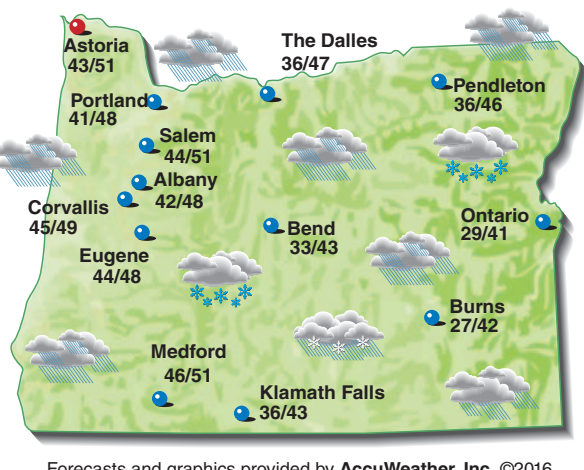 Astoria
43/51
The Dalles
36/47
Portland
41/48
Pendleton
36/46
Salem
44/51
Albany
42/48
Corvallis
45/49
Eugene
44/48
Bend
33/43
Ontario
29/41
Burns
27/42
Medford
46/51
Klamath Falls
36/43
Forecasts and graphics provided by AccuWeather, Inc. ©2016